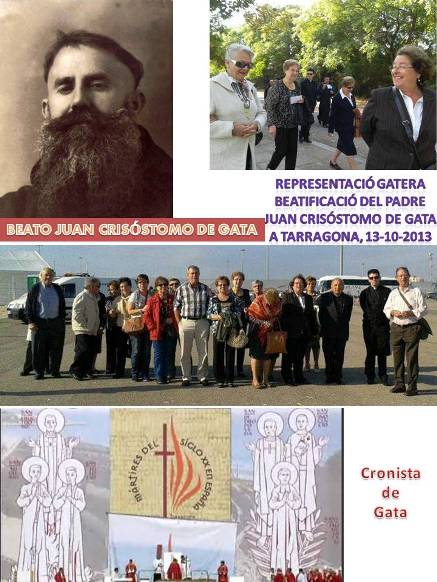 BEATO JUAN CRISÓSTOMO DE GATA
REPRESENTACIÓ GATERA
BEATIFICACIÓ DEL PADRE
JUAN CRISÓSTOMO DE GATA
A TARRAGONA, 13-10-2013
MÁRTIRES DEL SIGLO XX EN ESPAÑA
Cronista
de
Gata